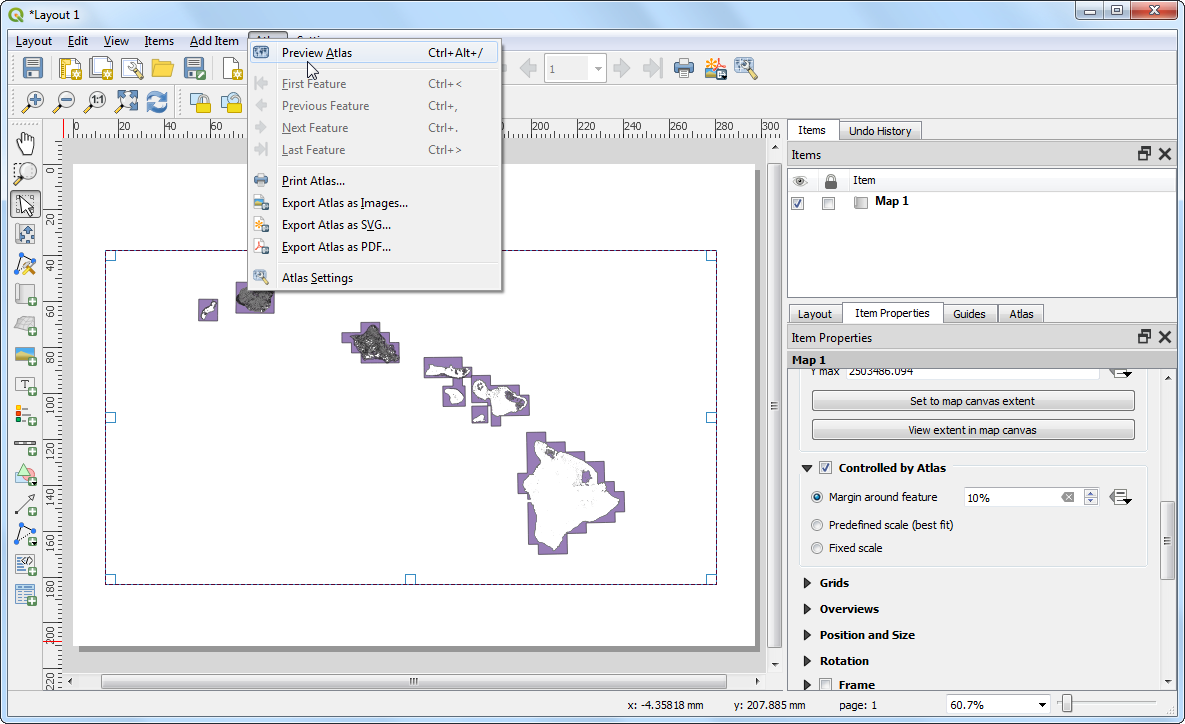 *Layout 1
Layout Edit View Items Add Item
Preview Atlas Ctrl+Alt+/
First Feature Ctrl+<
Previous Feature Ctrl+,
Next Feature Ctrl+.
Last Feature Ctrl+>
Print Atlas...
Export Atlas as Images...
Export Atlas as SVG...
Export Atlas as PDF...
Atlas Settings
1
1:1
0 20 40 60 200 220 240 260 280 300
0
20
40
60
80
100
120
140
160
180
200
220
Items Undo History
Items
Item
Map 1
Layout Item Properties Guides Atlas
Item Properties
Map 1
Y max 2503486.094
Set to map canvas extent
View extent in map canvas
Controlled by Atlas
Margin around feature 10%
Predefined scale (best fit)
Fixed scale
Grids
Overviews
Position and Size
Rotation
Frame
x: -4.35818 mm y: 207.885 mm page: 1 60.7%